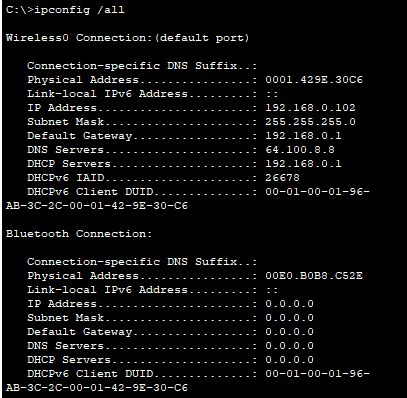 C:\>ipconfig /all
Wireless0 Connection:(default port)
Connection-specific DNS Suffix..:
Physical Address................: 0001.429E.30C6
Link-local IPv6 Address.........: ::
IP Address......................: 192.168.0.102
Subnet Mask.....................: 255.255.255.0
Default Gateway.................: 192.168.0.1
DNS Servers.....................: 64.100.8.8
DHCP Servers....................: 192.168.0.1
DHCPv6 IAID.....................: 26678
DHCPv6 Client DUID..............: 00-01-00-01-96-
AB-3C-2C-00-01-42-9E-30-C6
Bluetooth Connection:
Connection-specific DNS Suffix..:
Physical Address................: 00E0.B0B8.C52E
Link-local IPv6 Address.........: ::
IP Address......................: 0.0.0.0
Subnet Mask.....................: 0.0.0.0
Default Gateway.................: 0.0.0.0
DNS Servers.....................: 0.0.0.0
DHCP Servers....................: 0.0.0.0
DHCPv6 Client DUID..............: 00-01-00-01-96-
AB-3C-2C-00-01-42-9E-30-C6